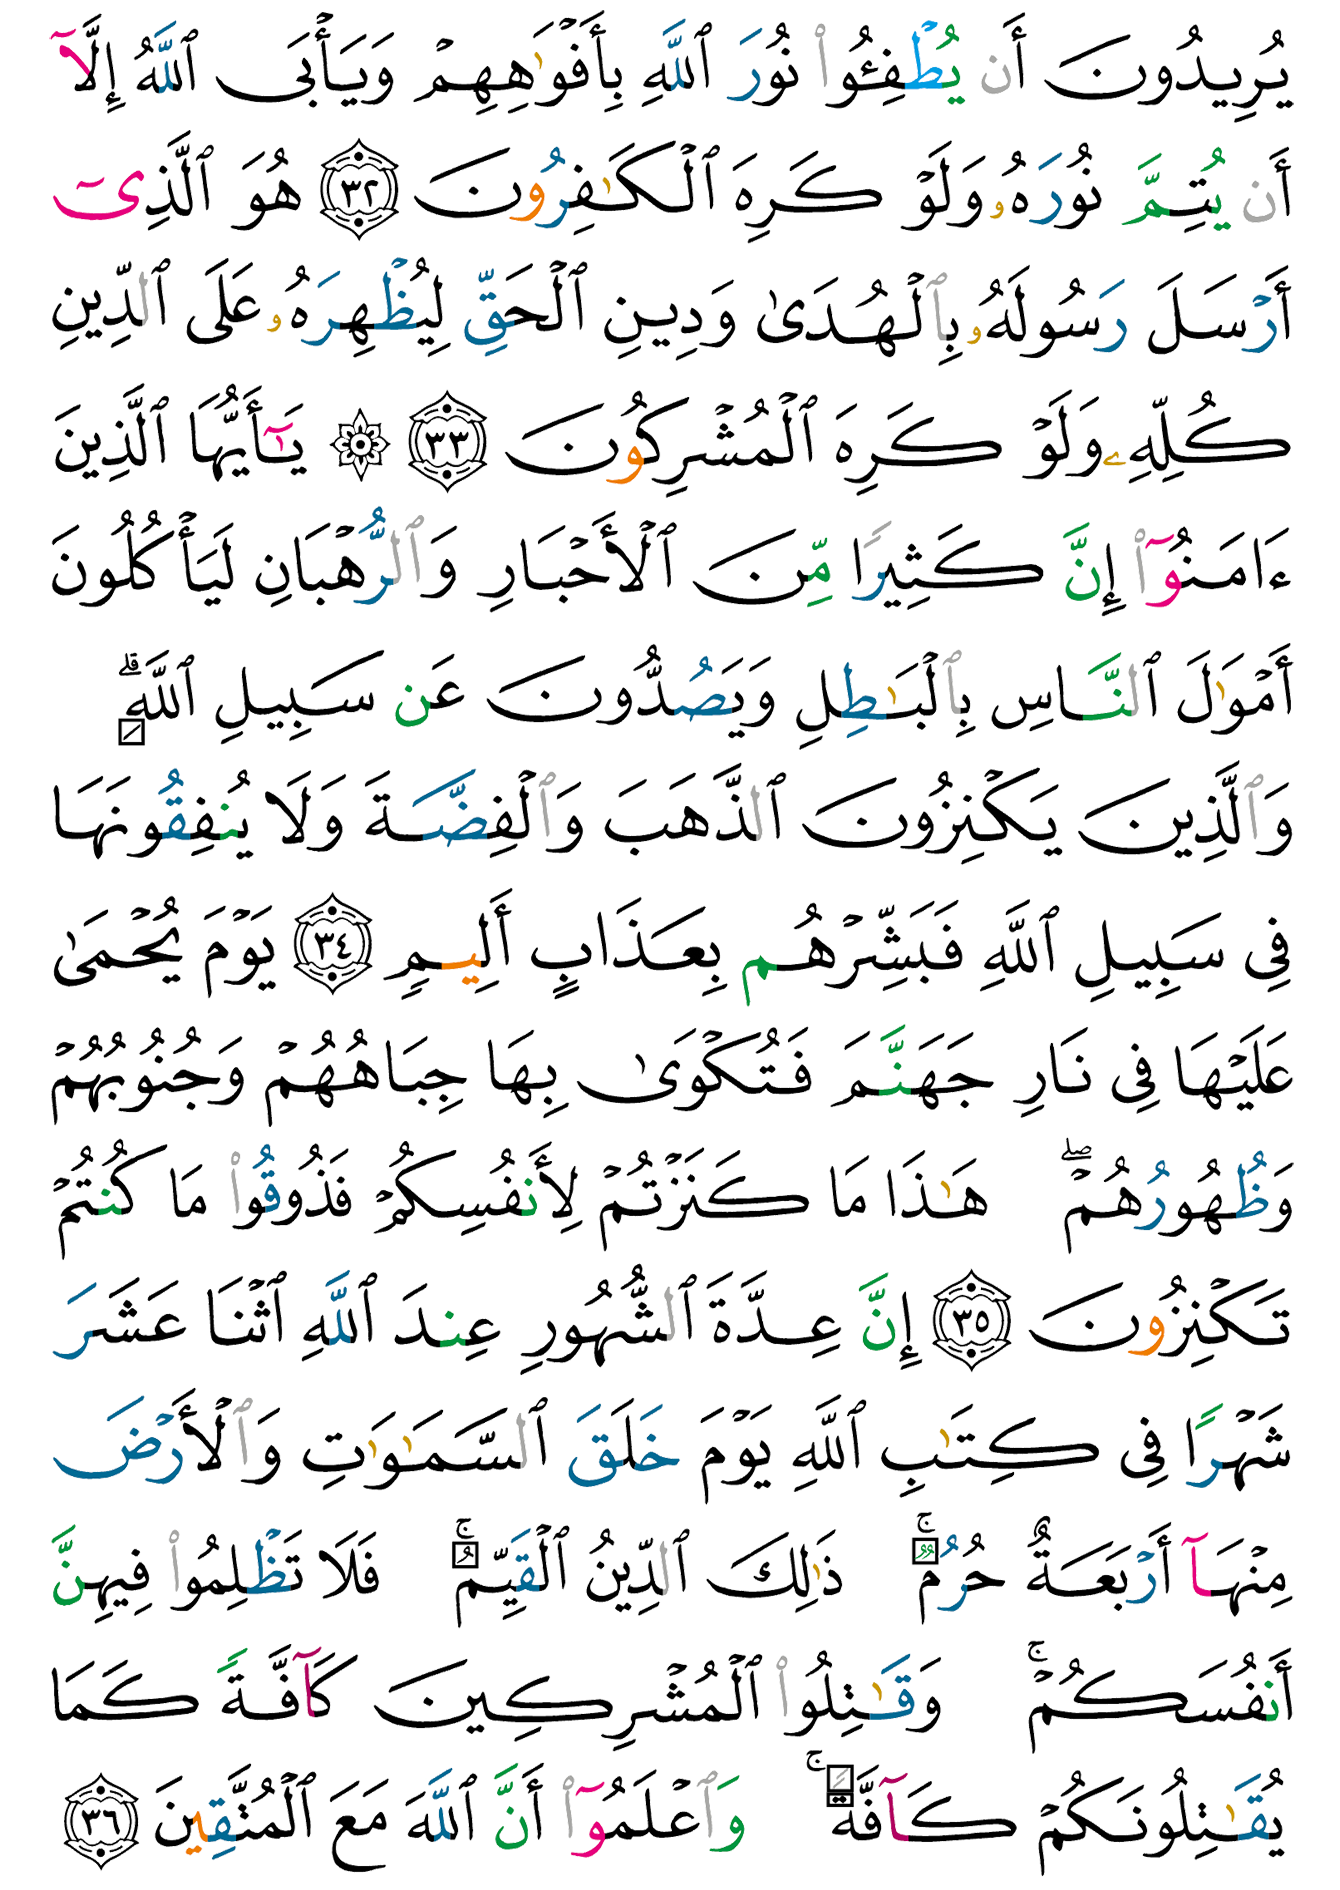 يُرِيدُونَ أَن يُطْفِـُٔوا۟ نُورَ ٱللَّهِ بِأَفْوَٰهِهِمْ وَيَأْبَى ٱللَّهُ إِلَّآ
أَن يُتِمَّ نُورَهُۥ وَلَوْ كَرِهَ ٱلْكَـٰفِرُونَ ٣٢ هُوَ ٱلَّذِىٓ
أَرْسَلَ رَسُولَهُۥ بِٱلْهُدَىٰ وَدِينِ ٱلْحَقِّ لِيُظْهِرَهُۥ عَلَى ٱلدِّينِ
كُلِّهِۦ وَلَوْ كَرِهَ ٱلْمُشْرِكُونَ ٣٣ ۞ يَـٰٓأَيُّهَا ٱلَّذِينَ
ءَامَنُوٓا۟ إِنَّ كَثِيرًا مِّنَ ٱلْأَحْبَارِ وَٱلرُّهْبَانِ لَيَأْكُلُونَ
أَمْوَٰلَ ٱلنَّاسِ بِٱلْبَـٰطِلِ وَيَصُدُّونَ عَن سَبِيلِ ٱللَّهِ ۗ
وَٱلَّذِينَ يَكْنِزُونَ ٱلذَّهَبَ وَٱلْفِضَّةَ وَلَا يُنفِقُونَهَا
فِى سَبِيلِ ٱللَّهِ فَبَشِّرْهُم بِعَذَابٍ أَلِيمٍ ٣٤ يَوْمَ يُحْمَىٰ
عَلَيْهَا فِى نَارِ جَهَنَّمَ فَتُكْوَىٰ بِهَا جِبَاهُهُمْ وَجُنُوبُهُمْ
وَظُهُورُهُمْ ۖ هَـٰذَا مَا كَنَزْتُمْ لِأَنفُسِكُمْ فَذُوقُوا۟ مَا كُنتُمْ
تَكْنِزُونَ ٣٥ إِنَّ عِدَّةَ ٱلشُّهُورِ عِندَ ٱللَّهِ ٱثْنَا عَشَرَ
شَهْرًا فِى كِتَـٰبِ ٱللَّهِ يَوْمَ خَلَقَ ٱلسَّمَـٰوَٰتِ وَٱلْأَرْضَ
مِنْهَآ أَرْبَعَةٌ حُرُمٌ ۚ ذَٰلِكَ ٱلدِّينُ ٱلْقَيِّمُ ۚ فَلَا تَظْلِمُوا۟ فِيهِنَّ
أَنفُسَكُمْ ۚ وَقَـٰتِلُوا۟ ٱلْمُشْرِكِينَ كَآفَّةً كَمَا
يُقَـٰتِلُونَكُمْ كَآفَّةً ۚ وَٱعْلَمُوٓا۟ أَنَّ ٱللَّهَ مَعَ ٱلْمُتَّقِينَ ٣٦